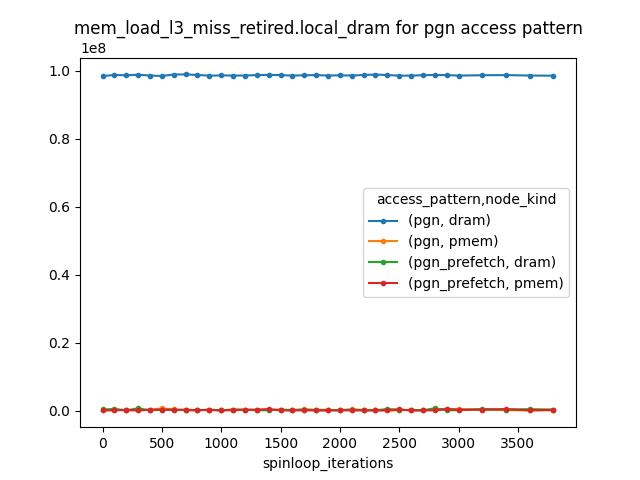 mem_load_l3_miss_retired.local_dram for pgn access pattern
1e8
1.0
0.8
0.6
0.4
0.2
0.0
access_pattern,node_kind
(pgn, dram)
(pgn, pmem)
(pgn_prefetch, dram)
(pgn_prefetch, pmem)
0 500 1000 1500 2000 2500 3000 3500
spinloop_iterations